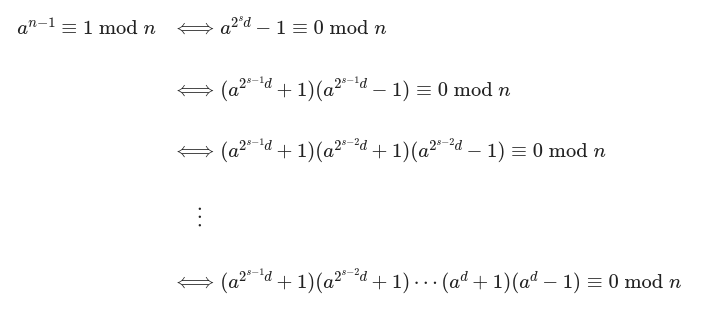 aⁿ⁻¹ ≡ 1 mod n ⟺ a^{2^s d} − 1 ≡ 0 mod n
⟺ (a^{2^{s−1} d} + 1)(a^{2^{s−1} d} − 1) ≡ 0 mod n
⟺ (a^{2^{s−1} d} + 1)(a^{2^{s−2} d} + 1)(a^{2^{s−2} d} − 1) ≡ 0 mod n
⋮
⟺ (a^{2^{s−1} d} + 1)(a^{2^{s−2} d} + 1) ⋯ (a^d + 1)(a^d − 1) ≡ 0 mod n